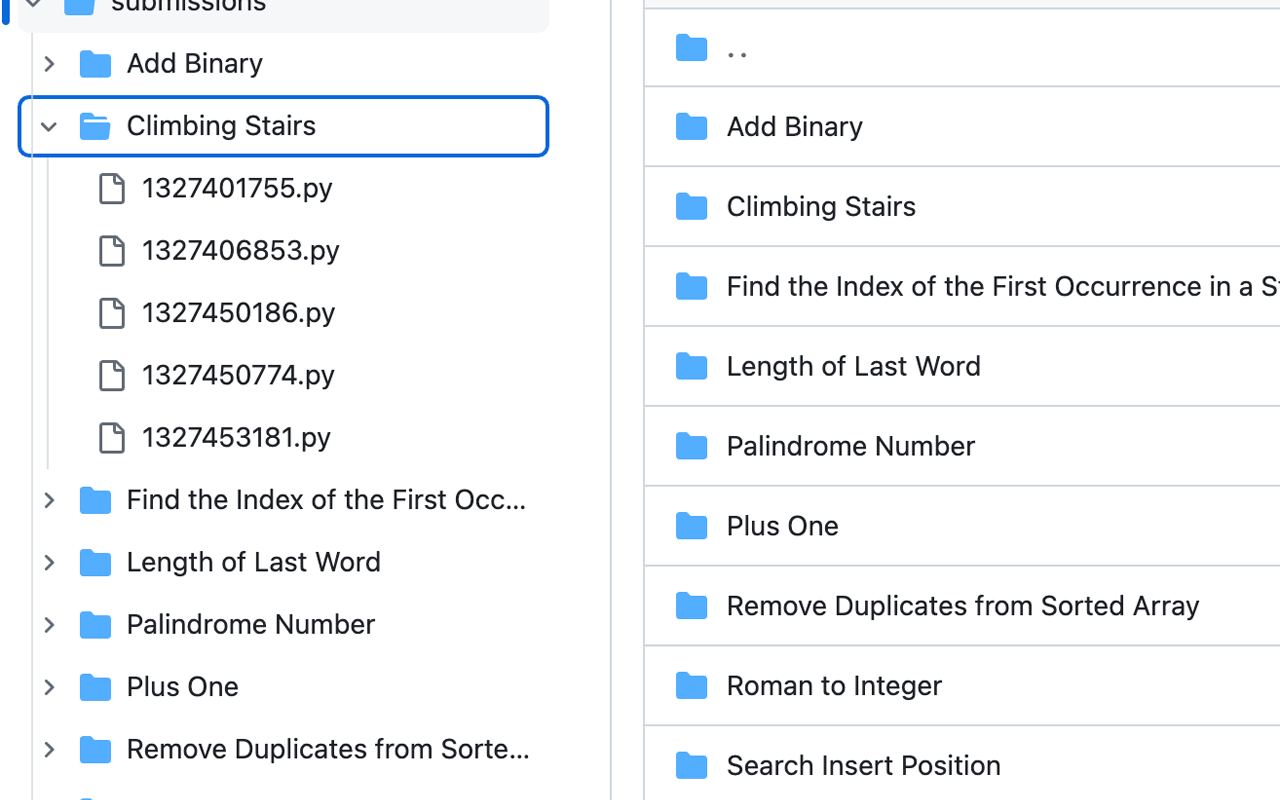 submissions
Add Binary
Climbing Stairs
1327401755.py
1327406853.py
1327450186.py
1327450774.py
1327453181.py
Find the Index of the First Occ...
Length of Last Word
Palindrome Number
Plus One
Remove Duplicates from Sorte...
..
Add Binary
Climbing Stairs
Find the Index of the First Occurrence in a St
Length of Last Word
Palindrome Number
Plus One
Remove Duplicates from Sorted Array
Roman to Integer
Search Insert Position